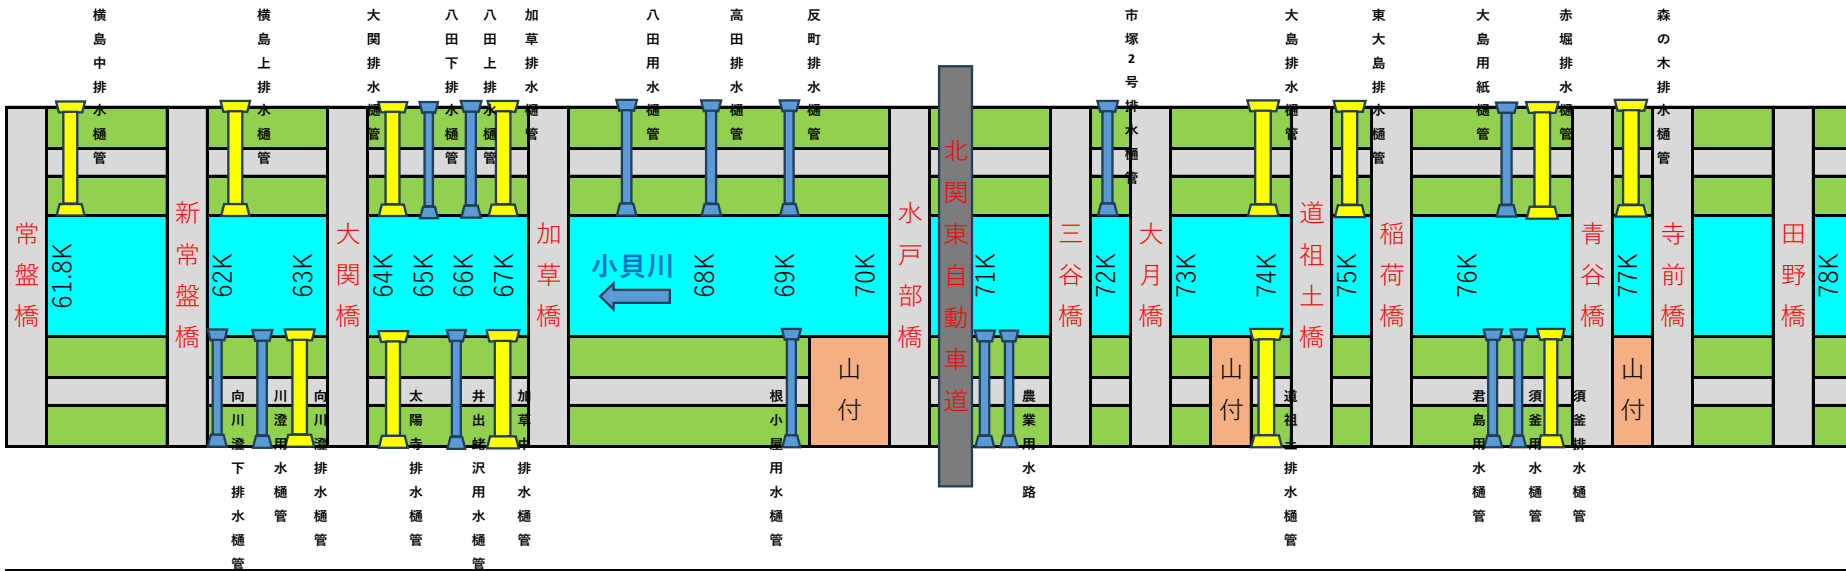 横島中排水樋管
横島上排水樋管
大関排水樋管
八田下排水樋管
八田上排水樋管
加草排水樋管
八田用水樋管
高田排水樋管
反町排水樋管
市塚2号排水樋管
大島排水樋管
東大島排水樋管
大島用紙樋管
赤堀排水樋管
森の木排水樋管
常盤橋
61.8K
新常盤橋
62K
63K
大関橋
64K
65K
66K
67K
加草橋
小貝川
68K
69K
70K
水戸部橋
北関東自動車道
71K
三谷橋
72K
大月橋
73K
74K
道祖土橋
75K
稲荷橋
76K
青谷橋
77K
寺前橋
田野橋
78K
向川澄下排水樋管
川澄用水樋管
向川澄排水樋管
太陽寺排水樋管
井出蛯沢用水樋管
加草中排水樋管
根小屋用水樋管
山付
農業用水路
山付
道祖土排水樋管
君島用水樋管
須釜用水樋管
須釜排水樋管
山付